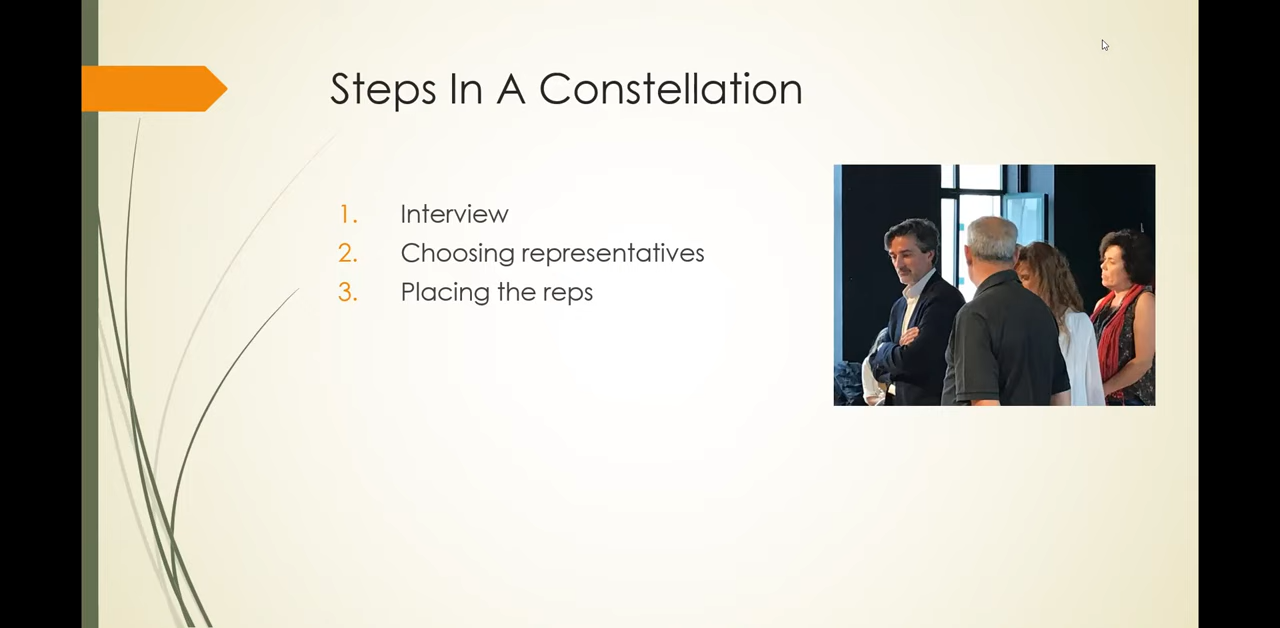 Steps In A Constellation
1. Interview
2. Choosing representatives
3. Placing the reps